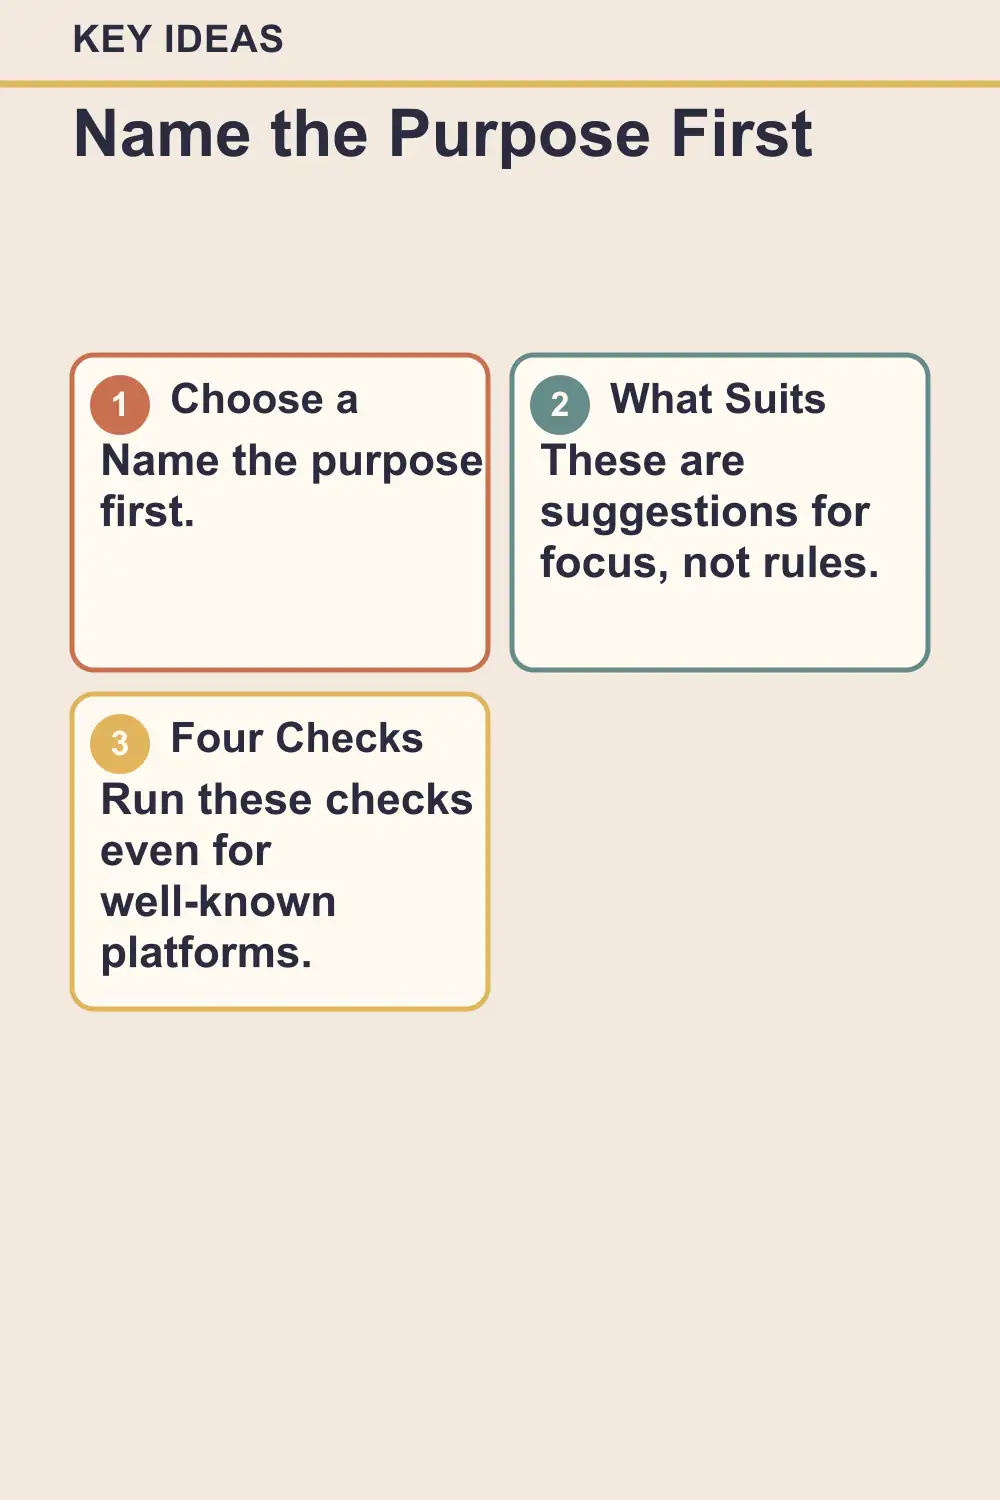 KEY IDEAS
Name the Purpose First
1 Choose a
Name the purpose
first.
2 What Suits
These are
suggestions for
focus, not rules.
3 Four Checks
Run these checks
even for
well-known
platforms.